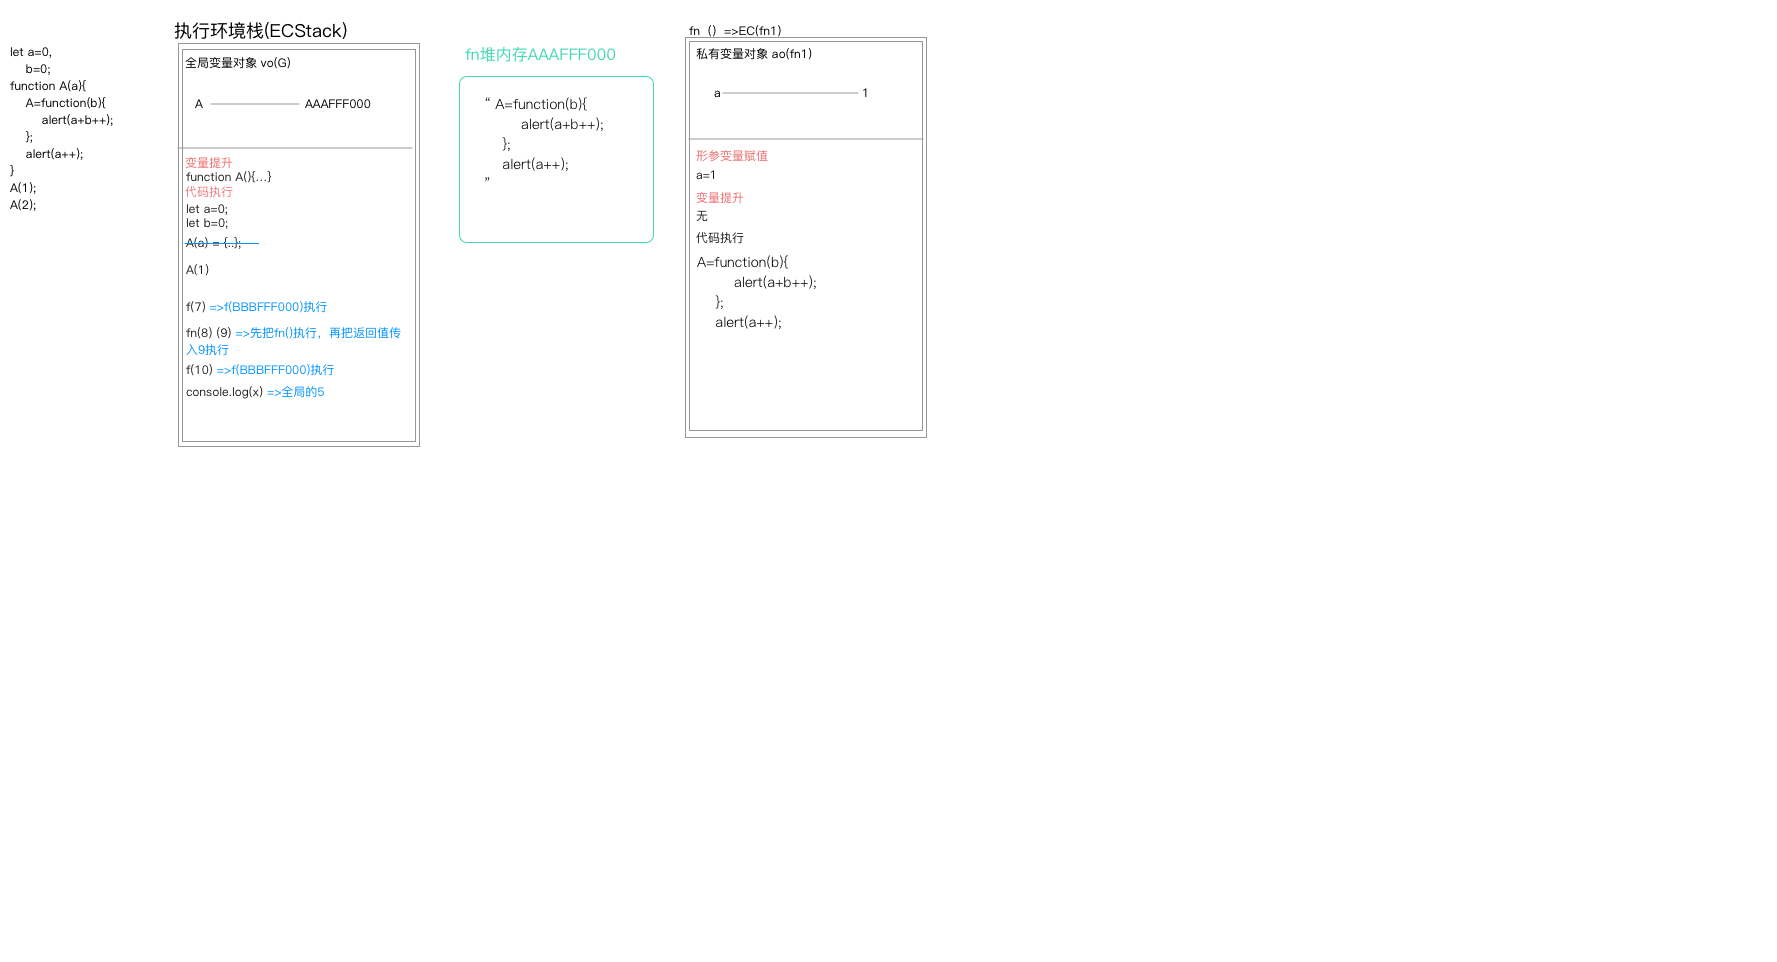 let a=0,
b=0;
function A(a){
A=function(b){
alert(a+b++);
};
alert(a++);
}
A(1);
A(2);
执行环境栈(ECStack)
全局变量对象 vo(G)
A AAAFFF000
变量提升
function A(){...}
代码执行
let a=0;
let b=0;
A(a) = {..};
A(1)
f(7) =>f(BBBFFF000)执行
fn(8) (9) =>先把fn()执行，再把返回值传
入9执行
f(10) =>f(BBBFFF000)执行
console.log(x) =>全局的5
fn堆内存AAAFFF000
“ A=function(b){
alert(a+b++);
};
alert(a++);
”
fn () =>EC(fn1)
私有变量对象 ao(fn1)
a 1
形参变量赋值
a=1
变量提升
无
代码执行
A=function(b){
alert(a+b++);
};
alert(a++);